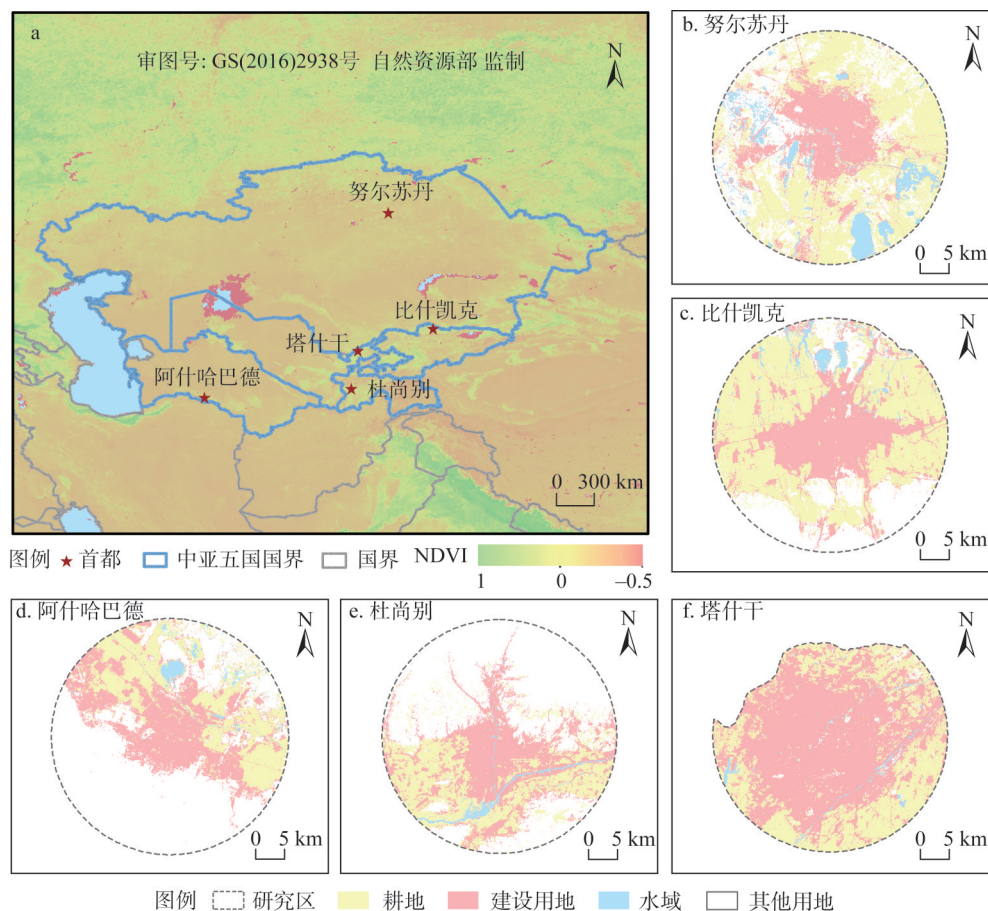 a
审图号: GS(2016)2938号 自然资源部 监制
N
努尔苏丹
比什凯克
塔什干
阿什哈巴德
杜尚别
0 300 km
图例 首都 中亚五国国界 国界 NDVI
1 0 –0.5
b. 努尔苏丹
N
0 5 km
c. 比什凯克
N
0 5 km
d. 阿什哈巴德
N
0 5 km
e. 杜尚别
N
0 5 km
f. 塔什干
N
0 5 km
图例 研究区 耕地 建设用地 水域 其他用地